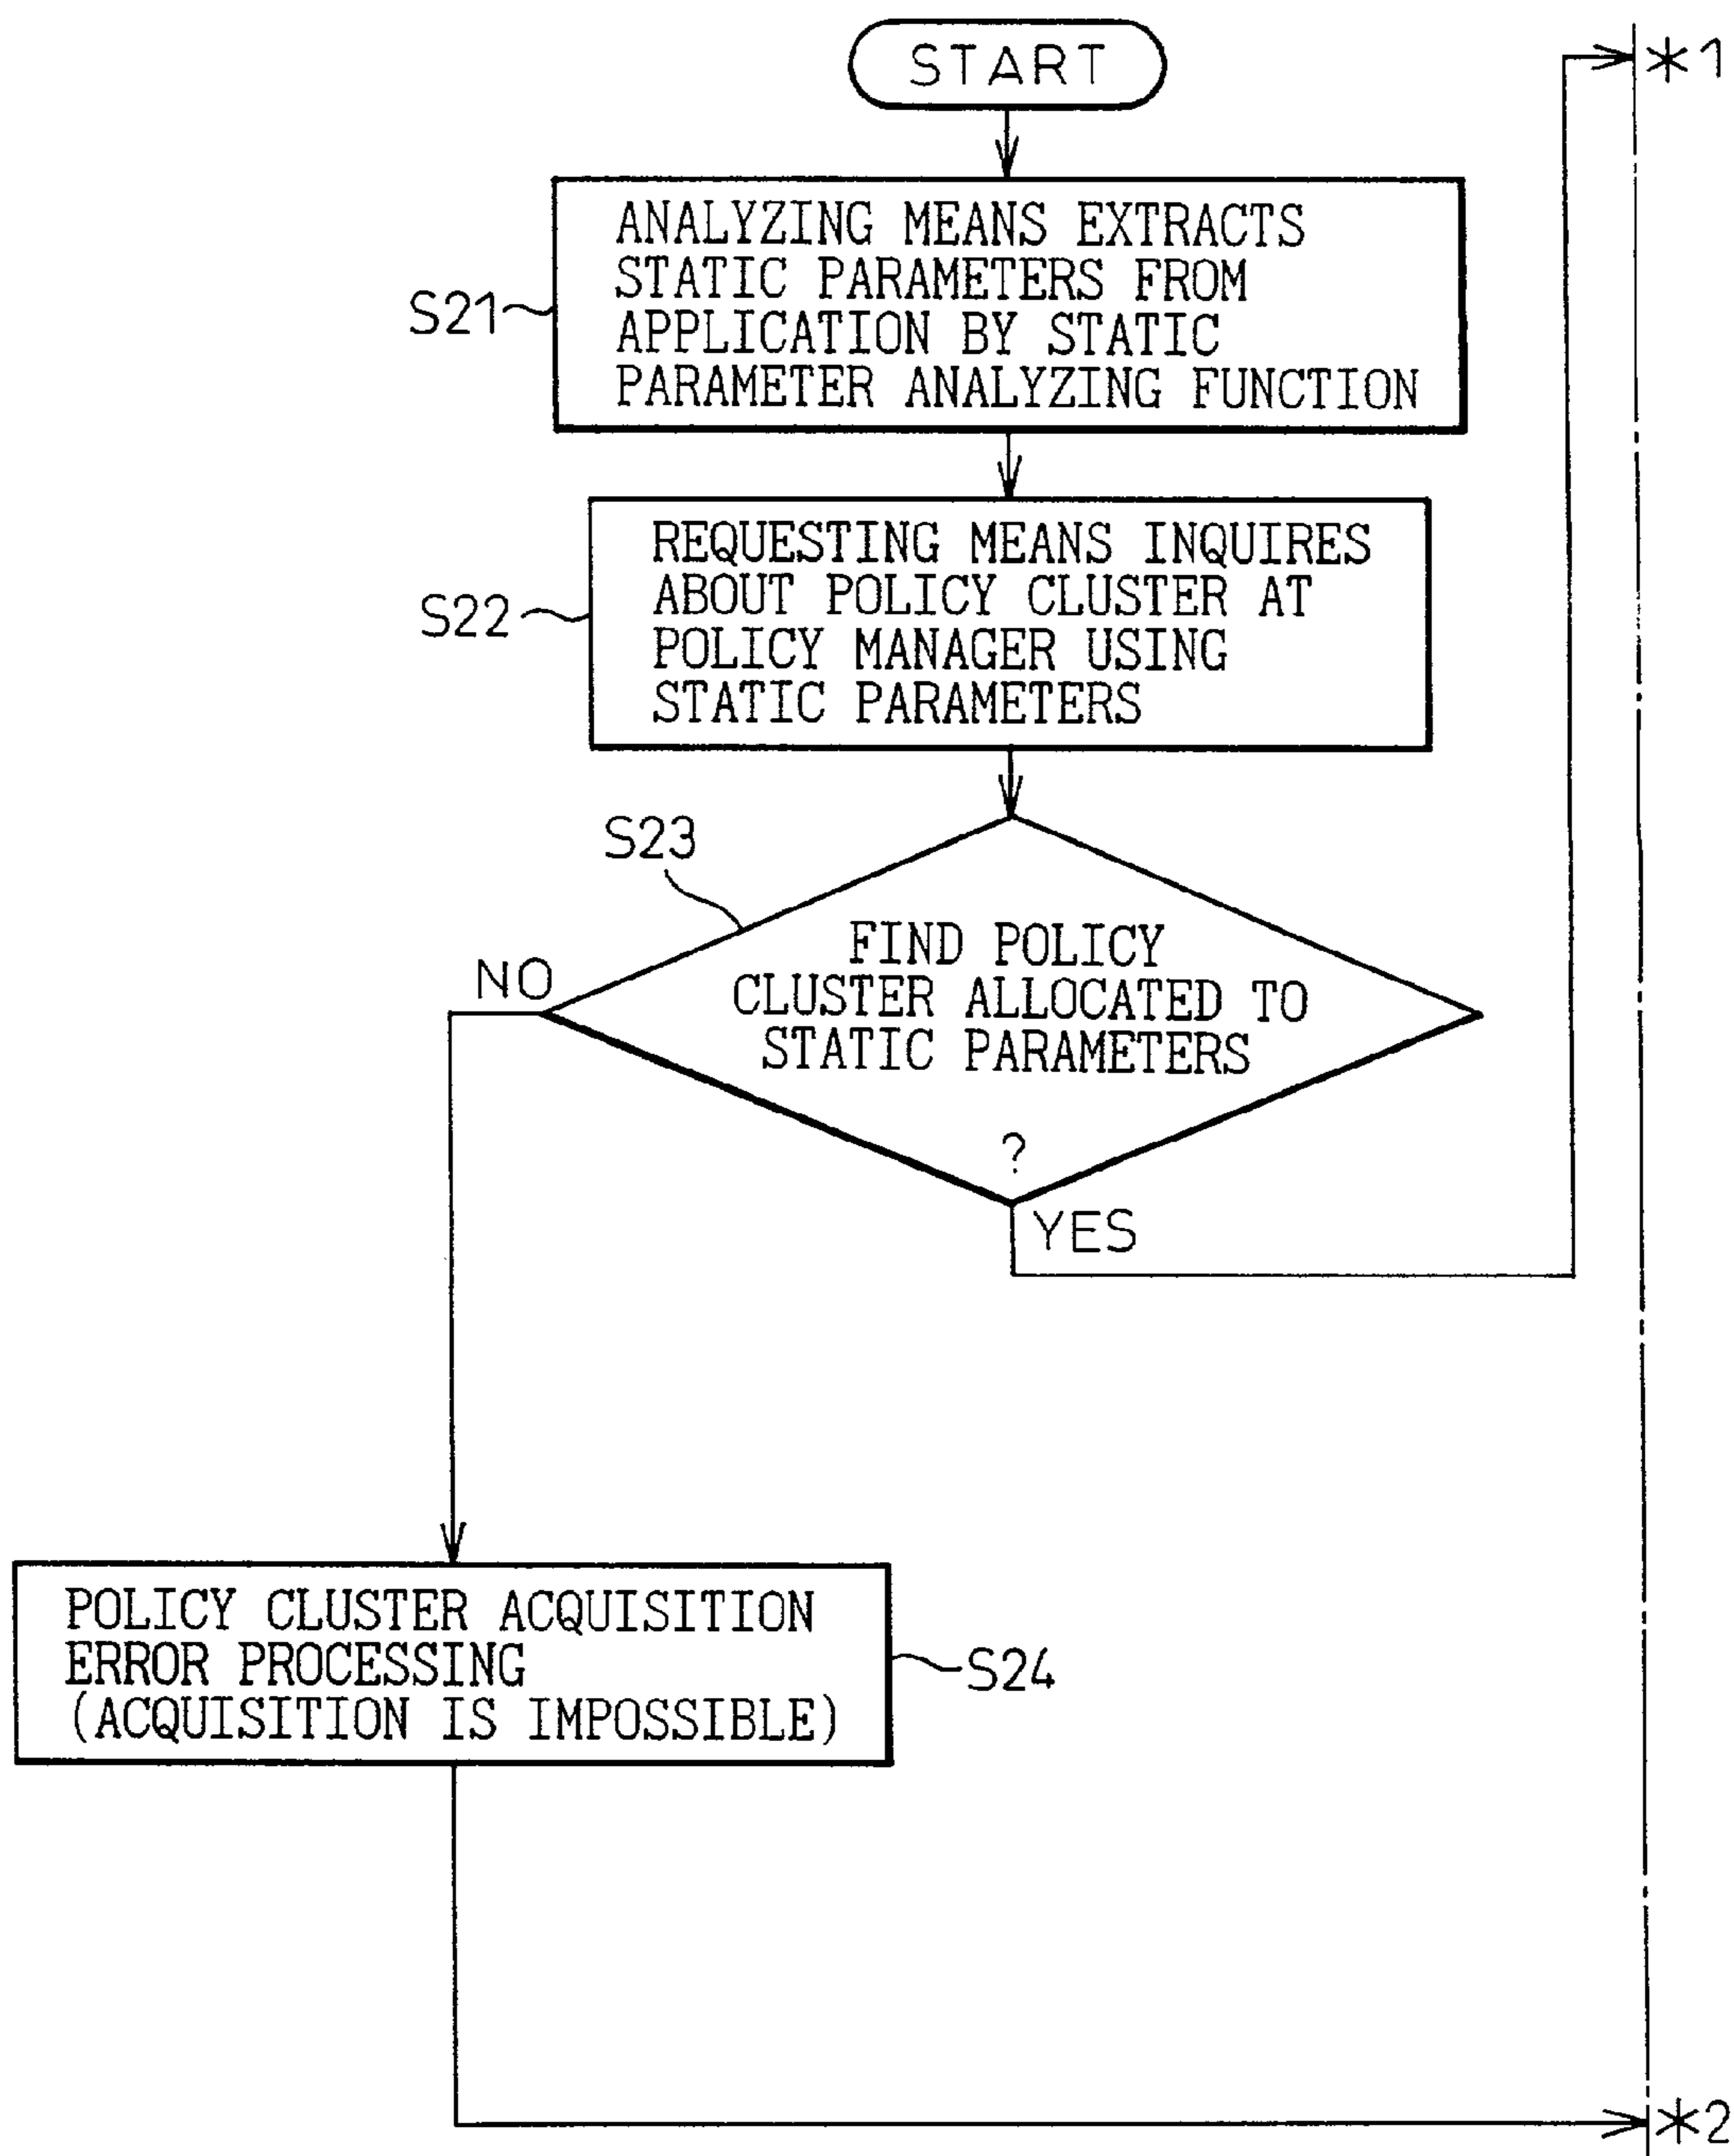 START
*1
ANALYZING MEANS EXTRACTS
STATIC PARAMETERS FROM
APPLICATION BY STATIC
PARAMETER ANALYZING FUNCTION
S21
REQUESTING MEANS INQUIRES
ABOUT POLICY CLUSTER AT
POLICY MANAGER USING
STATIC PARAMETERS
S22
S23
FIND POLICY
CLUSTER ALLOCATED TO
STATIC PARAMETERS
?
NO
YES
POLICY CLUSTER ACQUISITION
ERROR PROCESSING
(ACQUISITION IS IMPOSSIBLE)
S24
*2